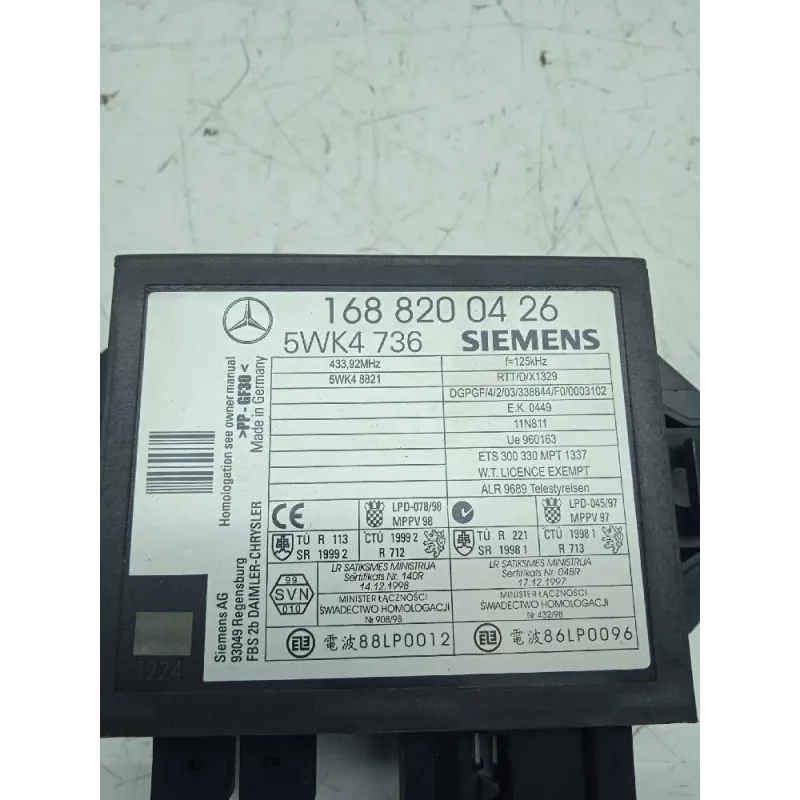 168 820 04 26
5WK4 736 SIEMENS
433,92MHz
5WK4 8821
f=125kHz
RTT/D/X1329
DGPGF/4/2/03/338844/F0/0003102
E.K. 0449
11N811
Ue 960163
ETS 300 330 MPT 1337
W.T. LICENCE EXEMPT
ALR 9689 Telestyrelsen
CE
LPD-078/98
MPPV 98
LPD-045/97
MPPV 97
TÚ R 113
SR 1999 2
ČTÚ 1999 2
R 712
TÚ R 221
SR 1998 1
ČTÚ 1998 1
R 713
99
SVN
010
LR SATIKSMES MINISTRIJA
Sertifikats Nr. 140R
14.12.1998
LR SATIKSMES MINISTRIJA
Sertifikats Nr. 048R
17.12.1997
MINISTER ŁĄCZNOŚCI
ŚWIADECTWO HOMOLOGACJI
Nr 908/98
MINISTER ŁĄCZNOŚCI
ŚWIADECTWO HOMOLOGACJI
Nr 432/98
電波88LP0012
電波86LP0096
Homologation see owner manual
>PP-GF30<
Made in Germany
Siemens AG
93049 Regensburg
FBS 2b DAIMLER-CHRYSLER
1224